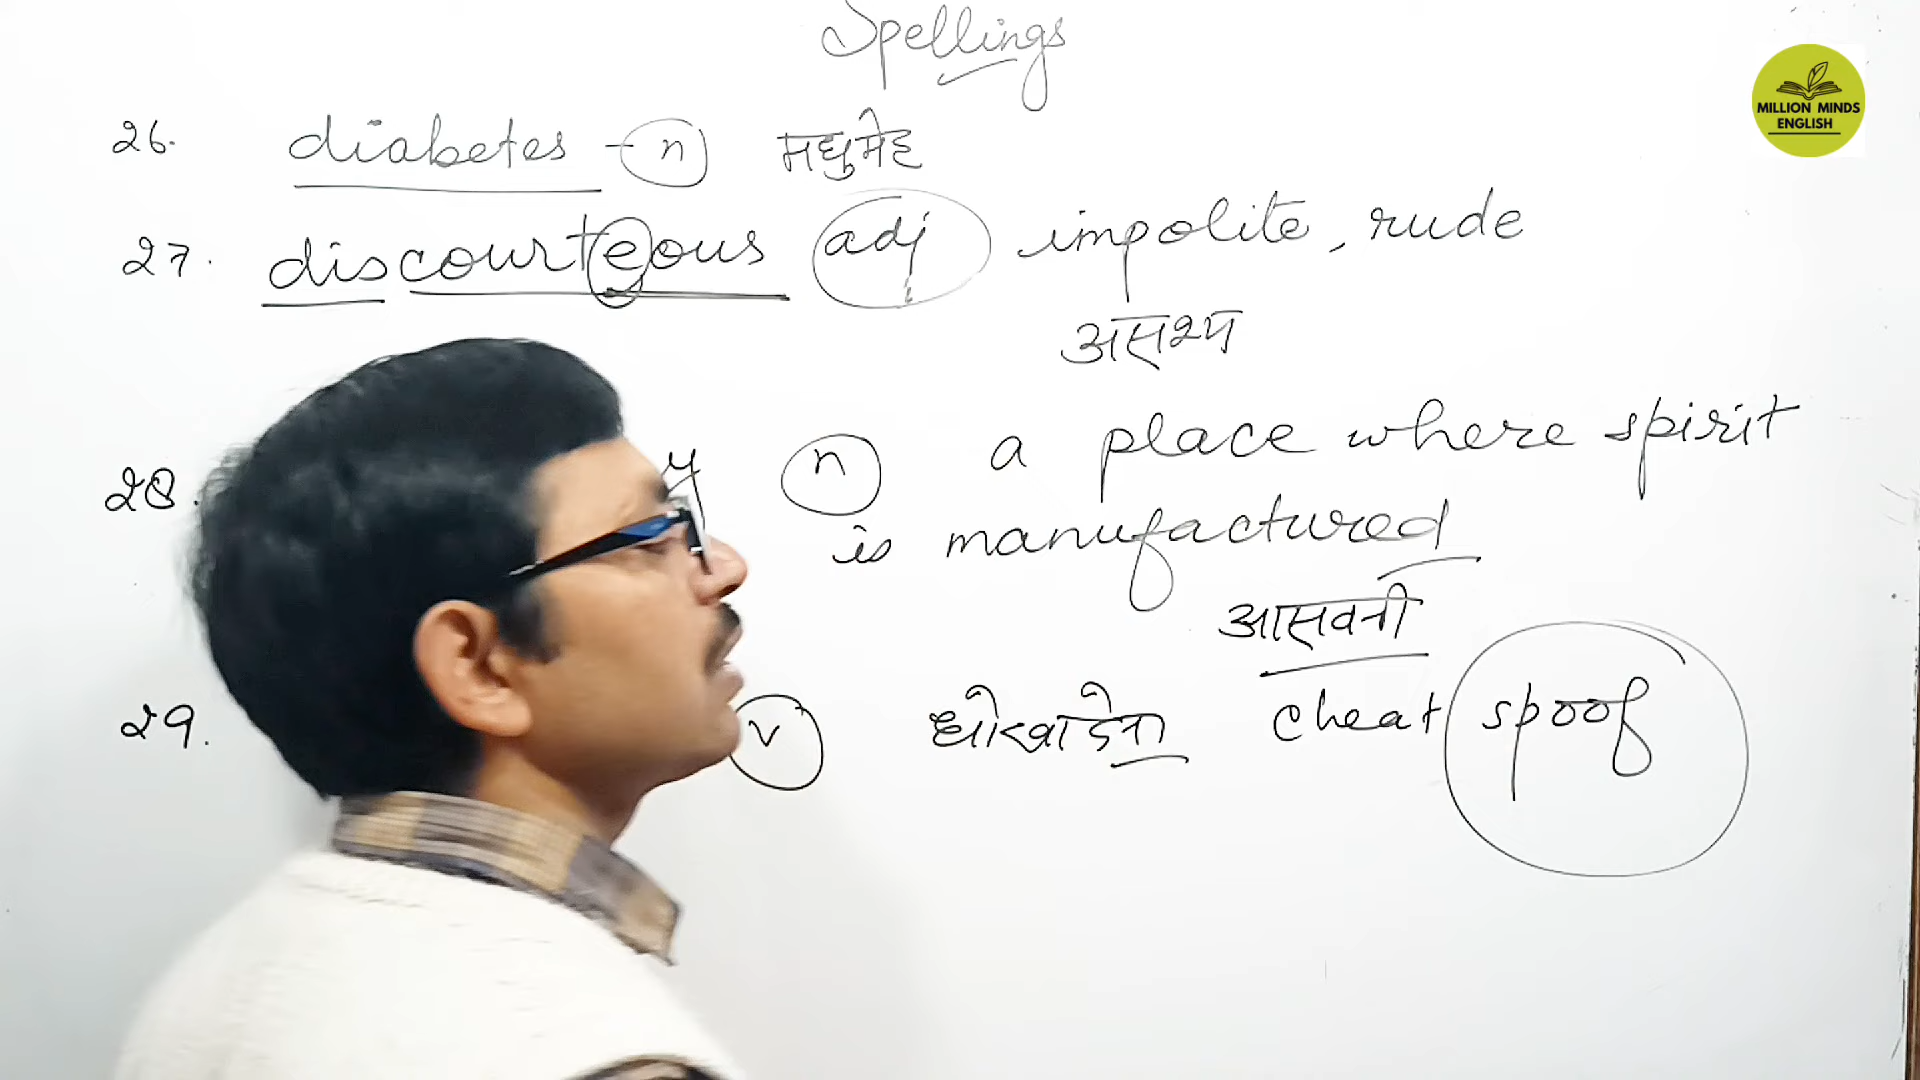 Spellings
MILLION MINDS
ENGLISH
26. diabetes - n मधुमेह
27. discourteous adj impolite, rude
असभ्य
28. y n a place where spirit
is manufactured
आसवनी
29. v धोखा देना cheat spoof